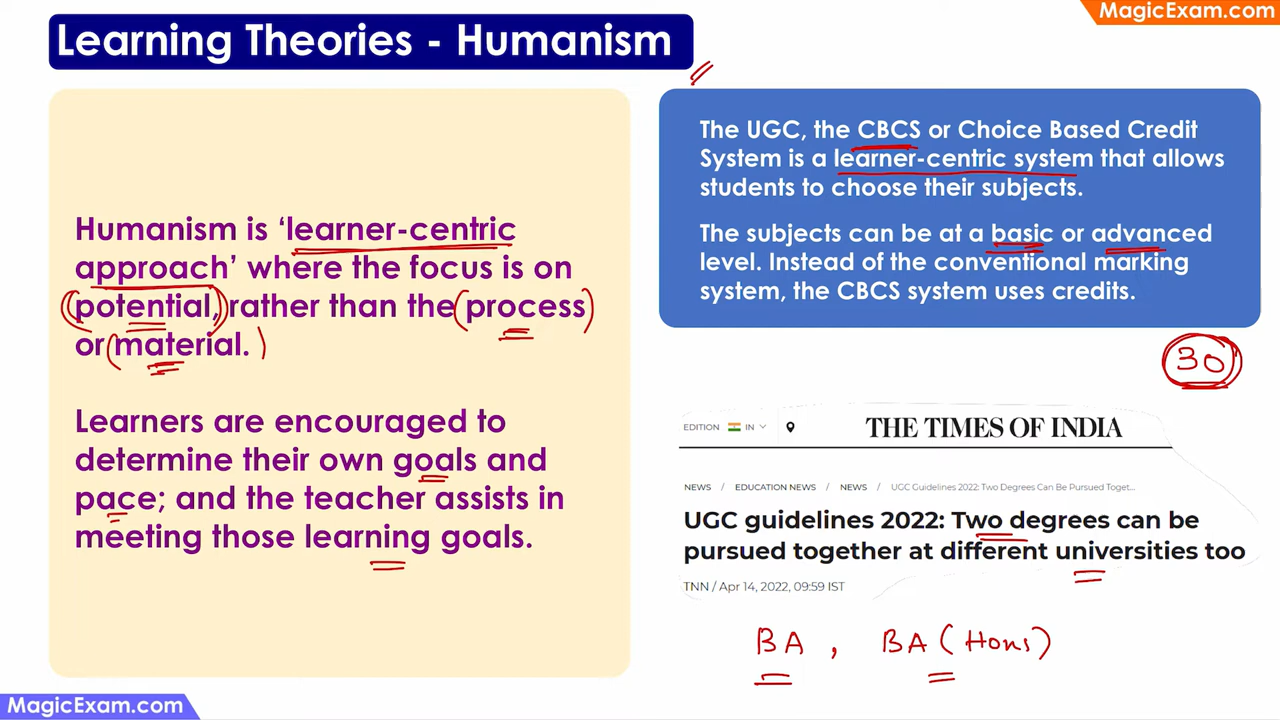 MagicExam.com
Learning Theories - Humanism
Humanism is ‘learner-centric
approach’ where the focus is on
potential, rather than the process
or material.
Learners are encouraged to
determine their own goals and
pace; and the teacher assists in
meeting those learning goals.
The UGC, the CBCS or Choice Based Credit
System is a learner-centric system that allows
students to choose their subjects.
The subjects can be at a basic or advanced
level. Instead of the conventional marking
system, the CBCS system uses credits.
30
EDITION IN THE TIMES OF INDIA
NEWS / EDUCATION NEWS / NEWS / UGC Guidelines 2022: Two Degrees Can Be Pursued Toget...
UGC guidelines 2022: Two degrees can be
pursued together at different universities too
TNN / Apr 14, 2022, 09:59 IST
BA, BA (Hons)
MagicExam.com
MagicExam.com